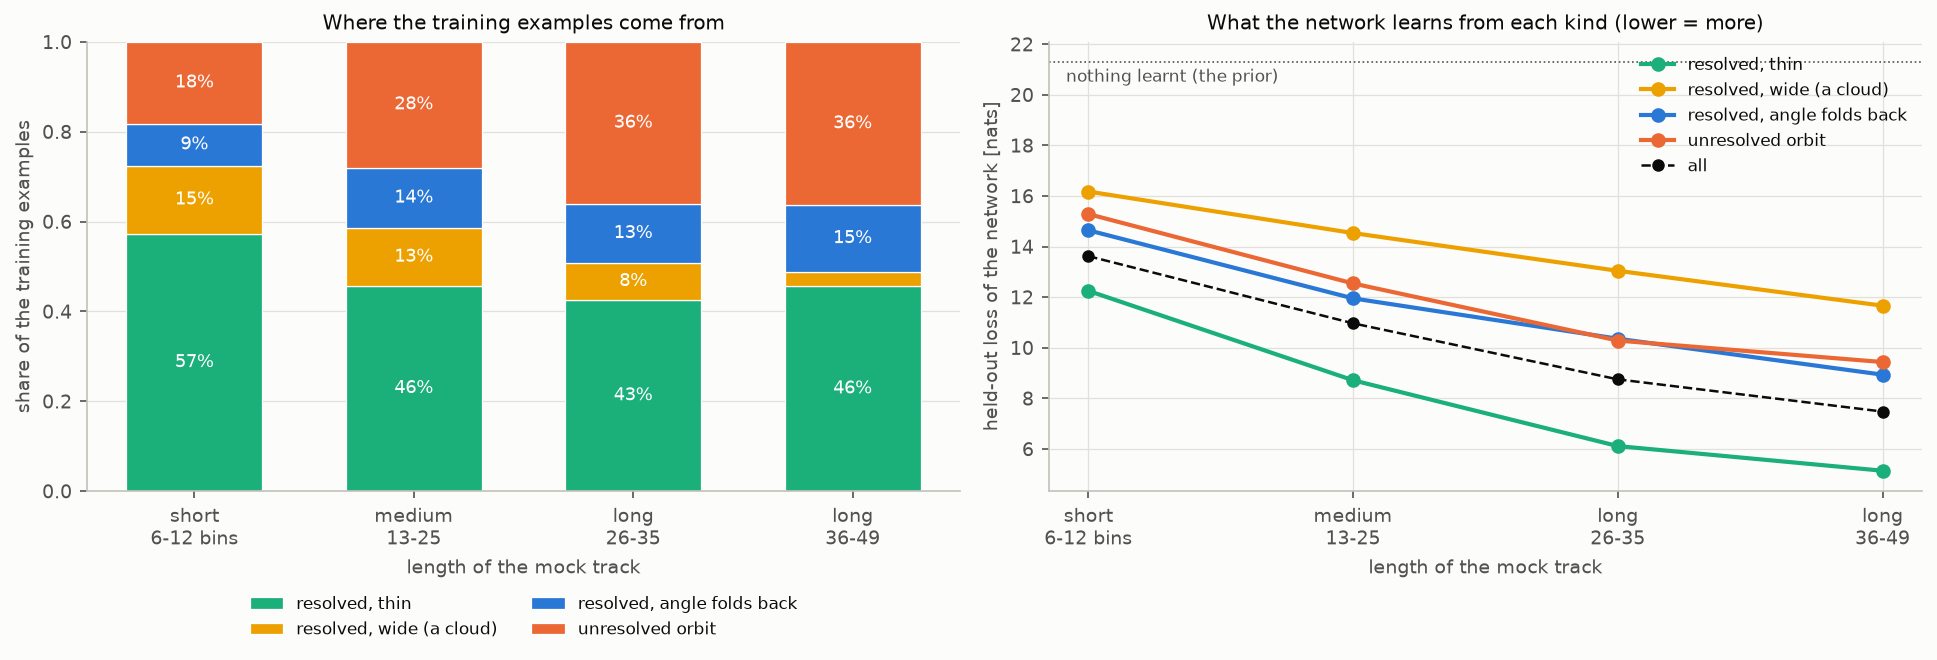 Where the training examples come from
share of the training examples
1.0
0.8
0.6
0.4
0.2
0.0
18%
9%
15%
57%
28%
14%
13%
46%
36%
13%
8%
43%
36%
15%
46%
short
6-12 bins
medium
13-25
long
26-35
long
36-49
length of the mock track
resolved, thin
resolved, wide (a cloud)
resolved, angle folds back
unresolved orbit
What the network learns from each kind (lower = more)
held-out loss of the network [nats]
22
20
18
16
14
12
10
8
6
nothing learnt (the prior)
resolved, thin
resolved, wide (a cloud)
resolved, angle folds back
unresolved orbit
all
short
6-12 bins
medium
13-25
long
26-35
long
36-49
length of the mock track